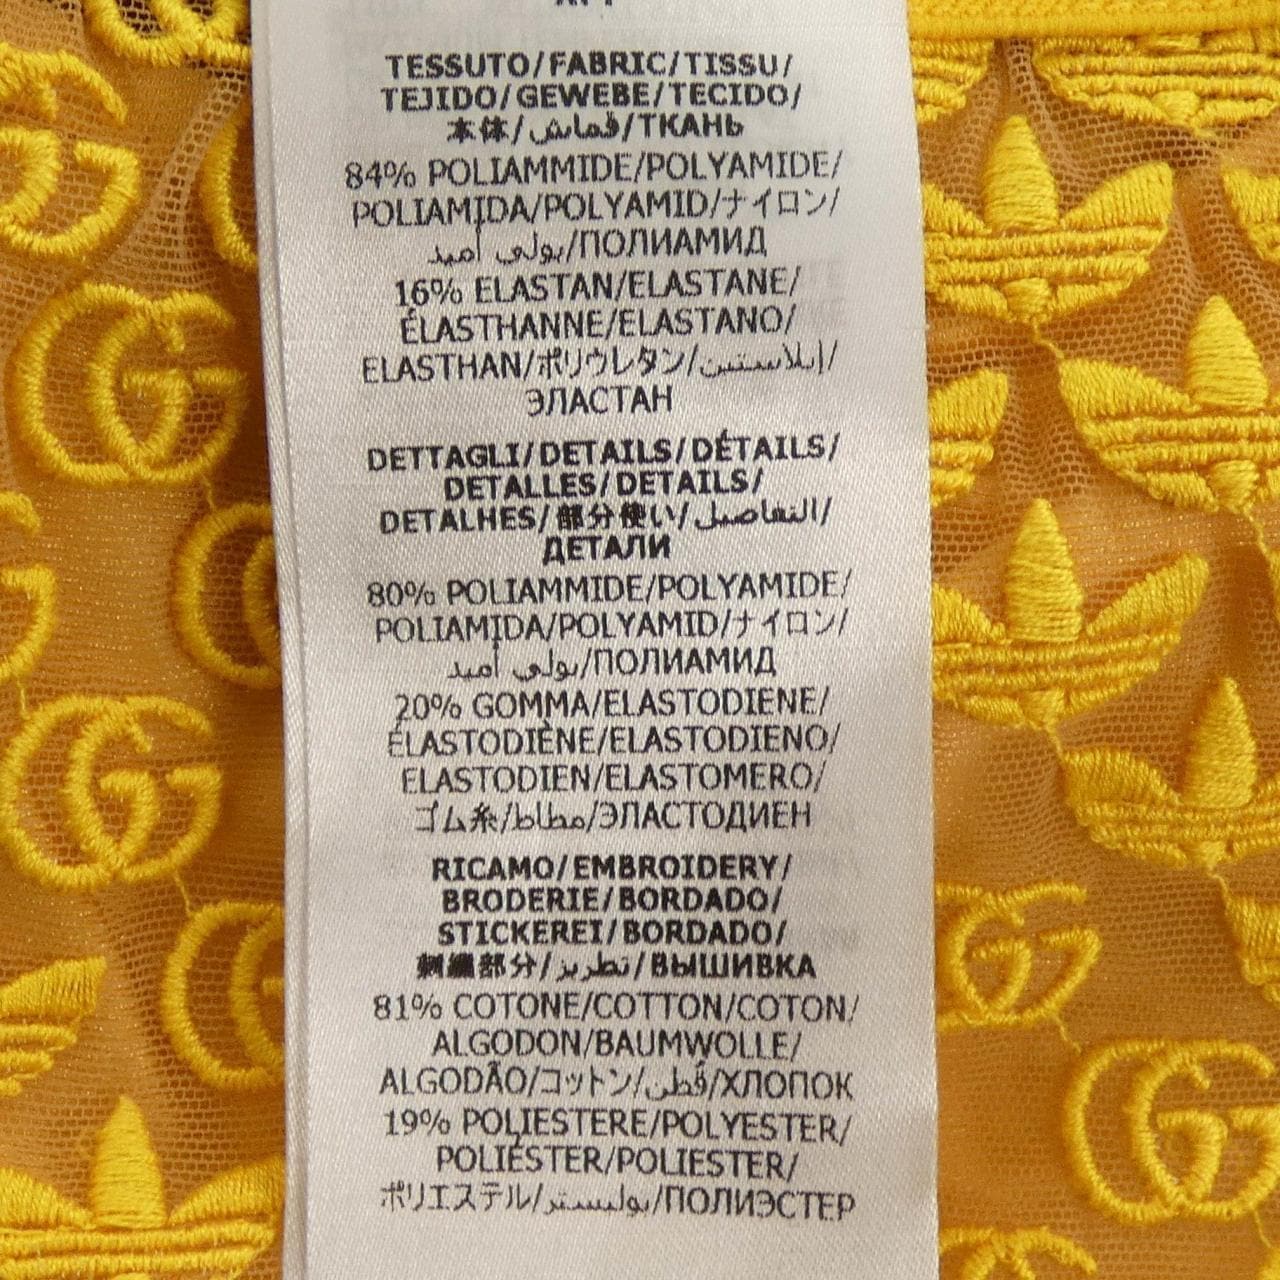 TESSUTO/FABRIC/TISSU/
TEJIDO/GEWEBE/TECIDO/
本体/قماش/ТКАНЬ
84% POLIAMMIDE/POLYAMIDE/
POLIAMIDA/POLYAMID/ナイロン/
بولي أميد/ПОЛИАМИД
16% ELASTAN/ELASTANE/
ÉLASTHANNE/ELASTANO/
ELASTHAN/ポリウレタン/إيلاستين/
ЭЛАСТАН
DETTAGLI/DETAILS/DÉTAILS/
DETALLES/DETAILS/
DETALHES/部分使い/التفاصيل/
ДЕТАЛИ
80% POLIAMMIDE/POLYAMIDE/
POLIAMIDA/POLYAMID/ナイロン/
بولي أميد/ПОЛИАМИД
20% GOMMA/ELASTODIENE/
ÉLASTODIÈNE/ELASTODIENO/
ELASTODIEN/ELASTOMERO/
ゴム糸/مطاط/ЭЛАСТОДИЕН
RICAMO/EMBROIDERY/
BRODERIE/BORDADO/
STICKEREI/BORDADO/
刺繍部分/تطريز/ВЫШИВКА
81% COTONE/COTTON/COTON/
ALGODON/BAUMWOLLE/
ALGODÃO/コットン/قطن/ХЛОПОК
19% POLIESTERE/POLYESTER/
POLIÉSTER/POLIESTER/
ポリエステル/بوليستر/ПОЛИЭСТЕР